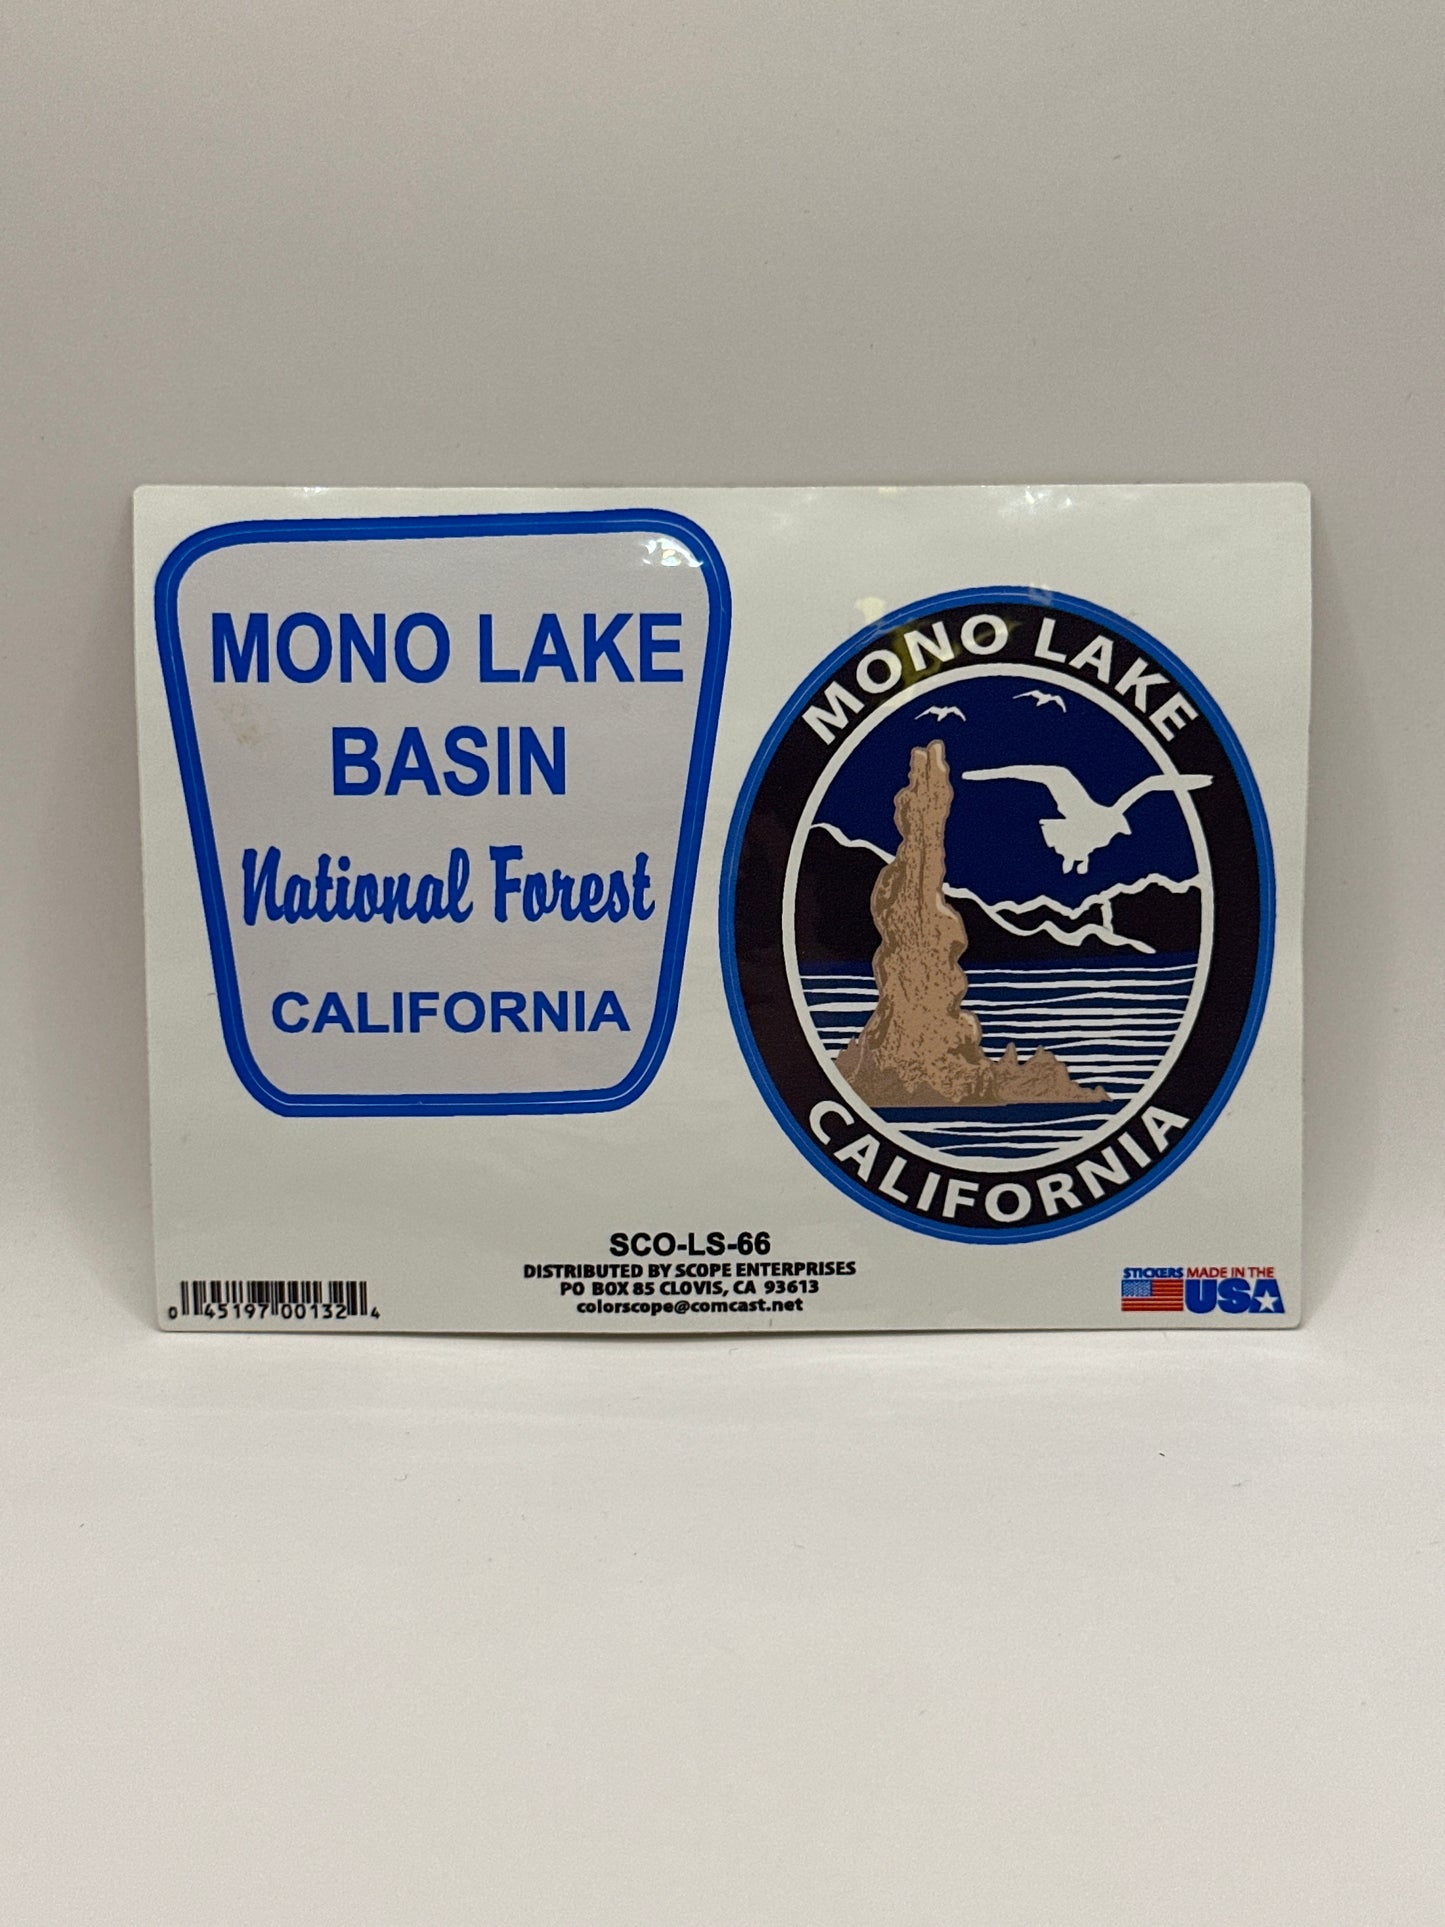 MONO LAKE
BASIN
National Forest
CALIFORNIA
MONO LAKE
CALIFORNIA
SCO-LS-66
DISTRIBUTED BY SCOPE ENTERPRISES
PO BOX 85 CLOVIS, CA 93613
colorscope@comcast.net
0 45197 00132 4
STICKERS MADE IN THE
USA